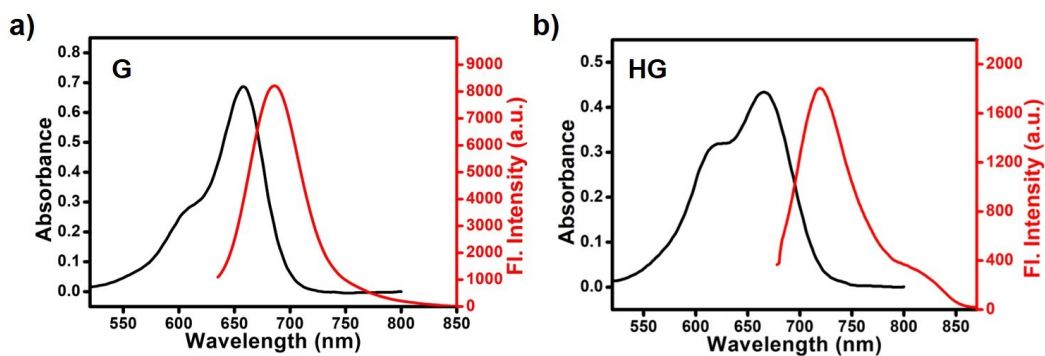 a)
G
Absorbance
0.8
0.7
0.6
0.5
0.4
0.3
0.2
0.1
0.0
9000
8000
7000
6000
5000
4000
3000
2000
1000
0
Fl. Intensity (a.u.)
550 600 650 700 750 800 850
Wavelength (nm)
b)
HG
Absorbance
0.5
0.4
0.3
0.2
0.1
0.0
2000
1600
1200
800
400
0
Fl. Intensity (a.u.)
550 600 650 700 750 800 850
Wavelength (nm)